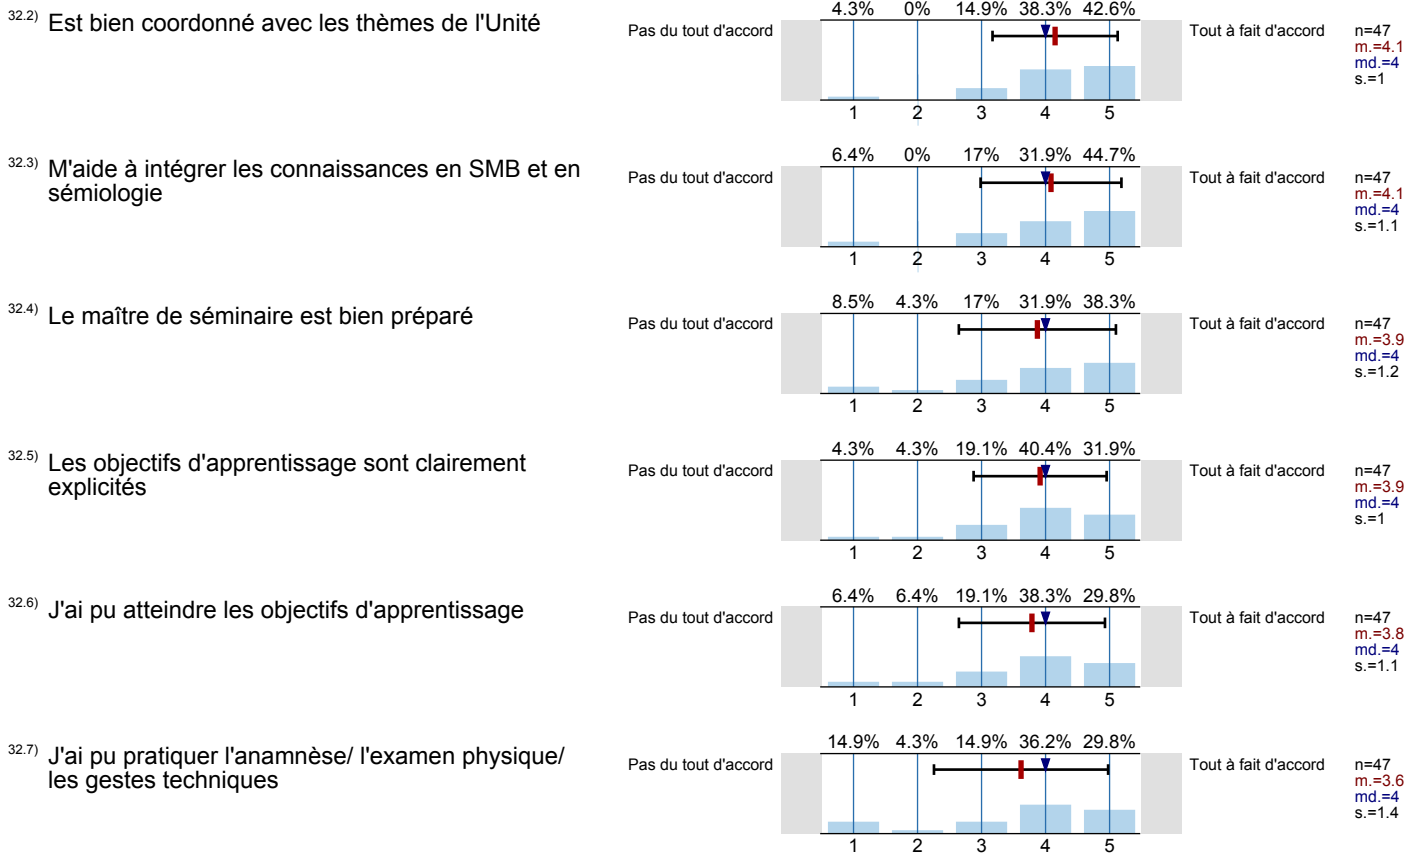 32.2) Est bien coordonné avec les thèmes de l'Unité
Pas du tout d'accord
4.3% 0% 14.9% 38.3% 42.6%
1 2 3 4 5
Tout à fait d'accord
n=47
m.=4.1
md.=4
s.=1
32.3) M'aide à intégrer les connaissances en SMB et en
sémiologie
Pas du tout d'accord
6.4% 0% 17% 31.9% 44.7%
1 2 3 4 5
Tout à fait d'accord
n=47
m.=4.1
md.=4
s.=1.1
32.4) Le maître de séminaire est bien préparé
Pas du tout d'accord
8.5% 4.3% 17% 31.9% 38.3%
1 2 3 4 5
Tout à fait d'accord
n=47
m.=3.9
md.=4
s.=1.2
32.5) Les objectifs d'apprentissage sont clairement
explicités
Pas du tout d'accord
4.3% 4.3% 19.1% 40.4% 31.9%
1 2 3 4 5
Tout à fait d'accord
n=47
m.=3.9
md.=4
s.=1
32.6) J'ai pu atteindre les objectifs d'apprentissage
Pas du tout d'accord
6.4% 6.4% 19.1% 38.3% 29.8%
1 2 3 4 5
Tout à fait d'accord
n=47
m.=3.8
md.=4
s.=1.1
32.7) J'ai pu pratiquer l'anamnèse/ l'examen physique/
les gestes techniques
Pas du tout d'accord
14.9% 4.3% 14.9% 36.2% 29.8%
1 2 3 4 5
Tout à fait d'accord
n=47
m.=3.6
md.=4
s.=1.4